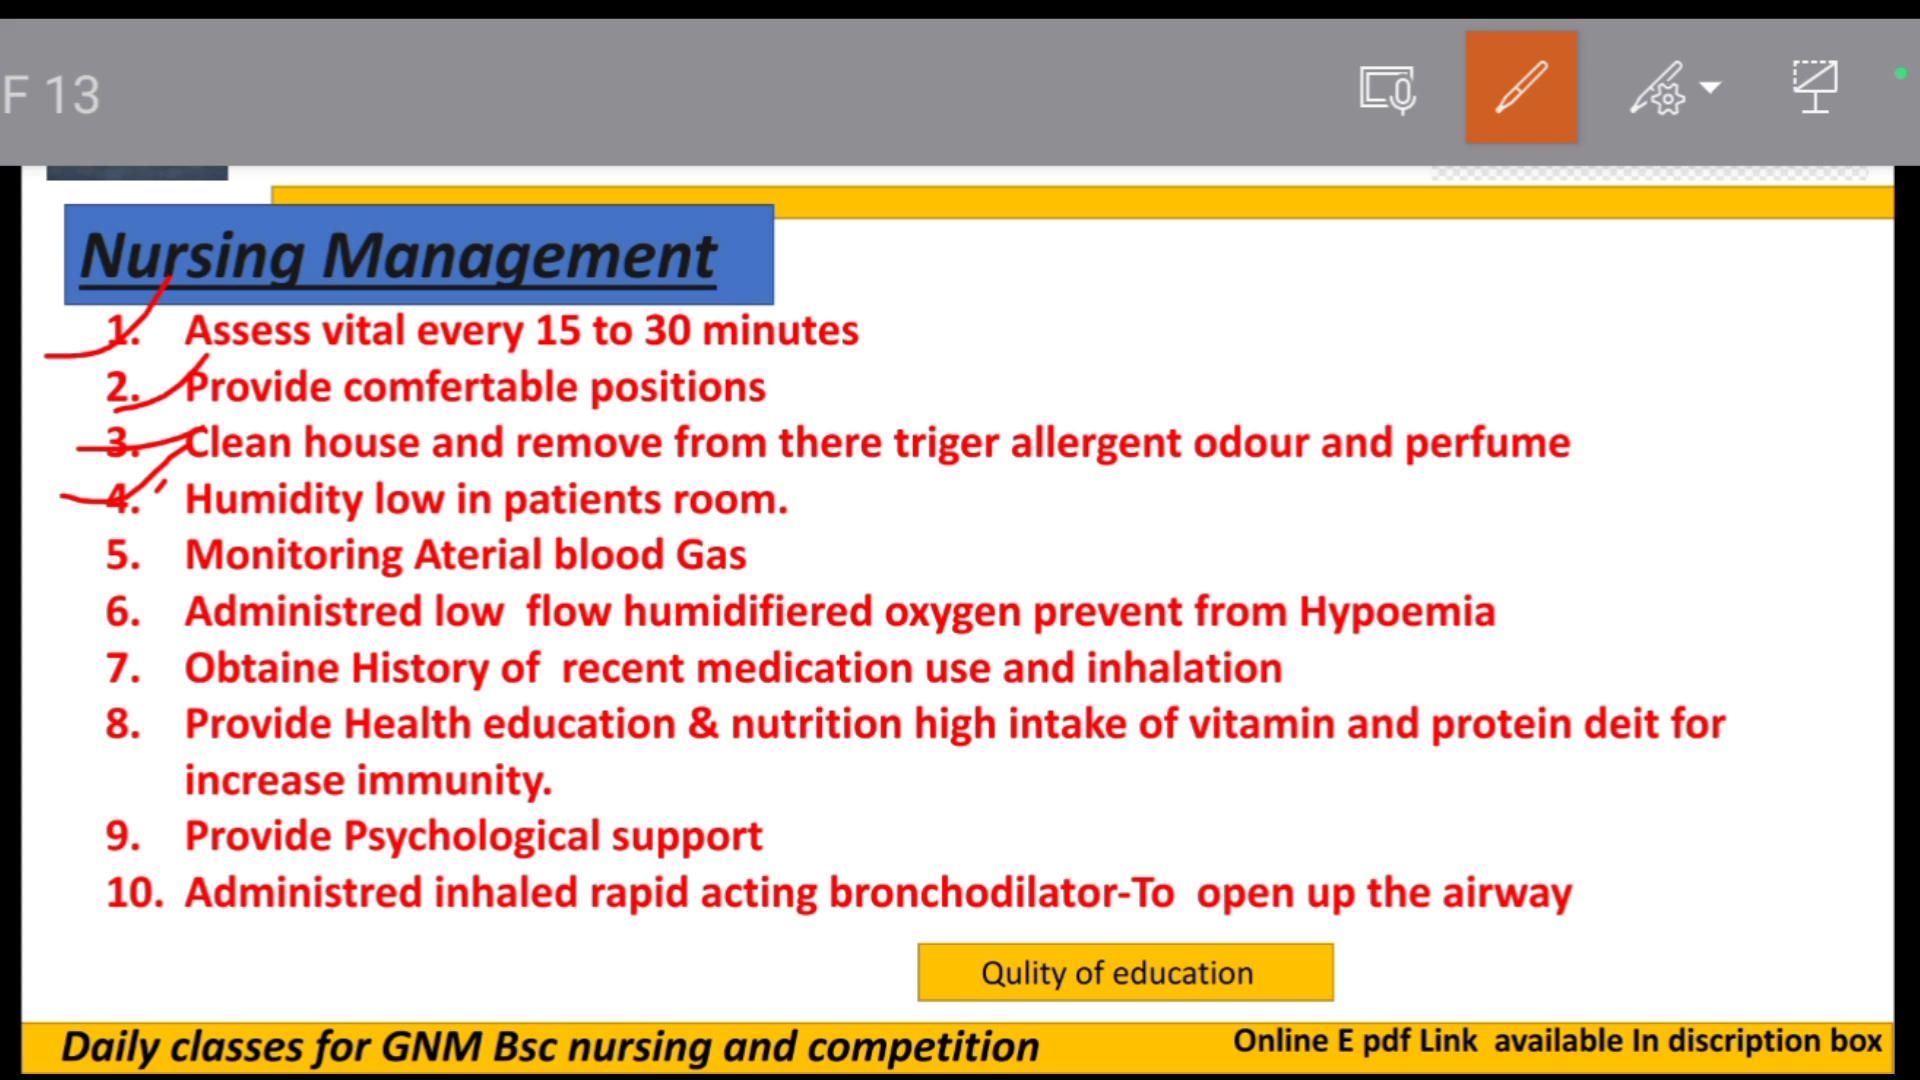 F 13
Nursing Management
1. Assess vital every 15 to 30 minutes
2. Provide comfertable positions
3. Clean house and remove from there triger allergent odour and perfume
4. Humidity low in patients room.
5. Monitoring Aterial blood Gas
6. Administred low flow humidifiered oxygen prevent from Hypoemia
7. Obtaine History of recent medication use and inhalation
8. Provide Health education & nutrition high intake of vitamin and protein deit for
increase immunity.
9. Provide Psychological support
10. Administred inhaled rapid acting bronchodilator-To open up the airway
Qulity of education
Daily classes for GNM Bsc nursing and competition
Online E pdf Link available In discription box